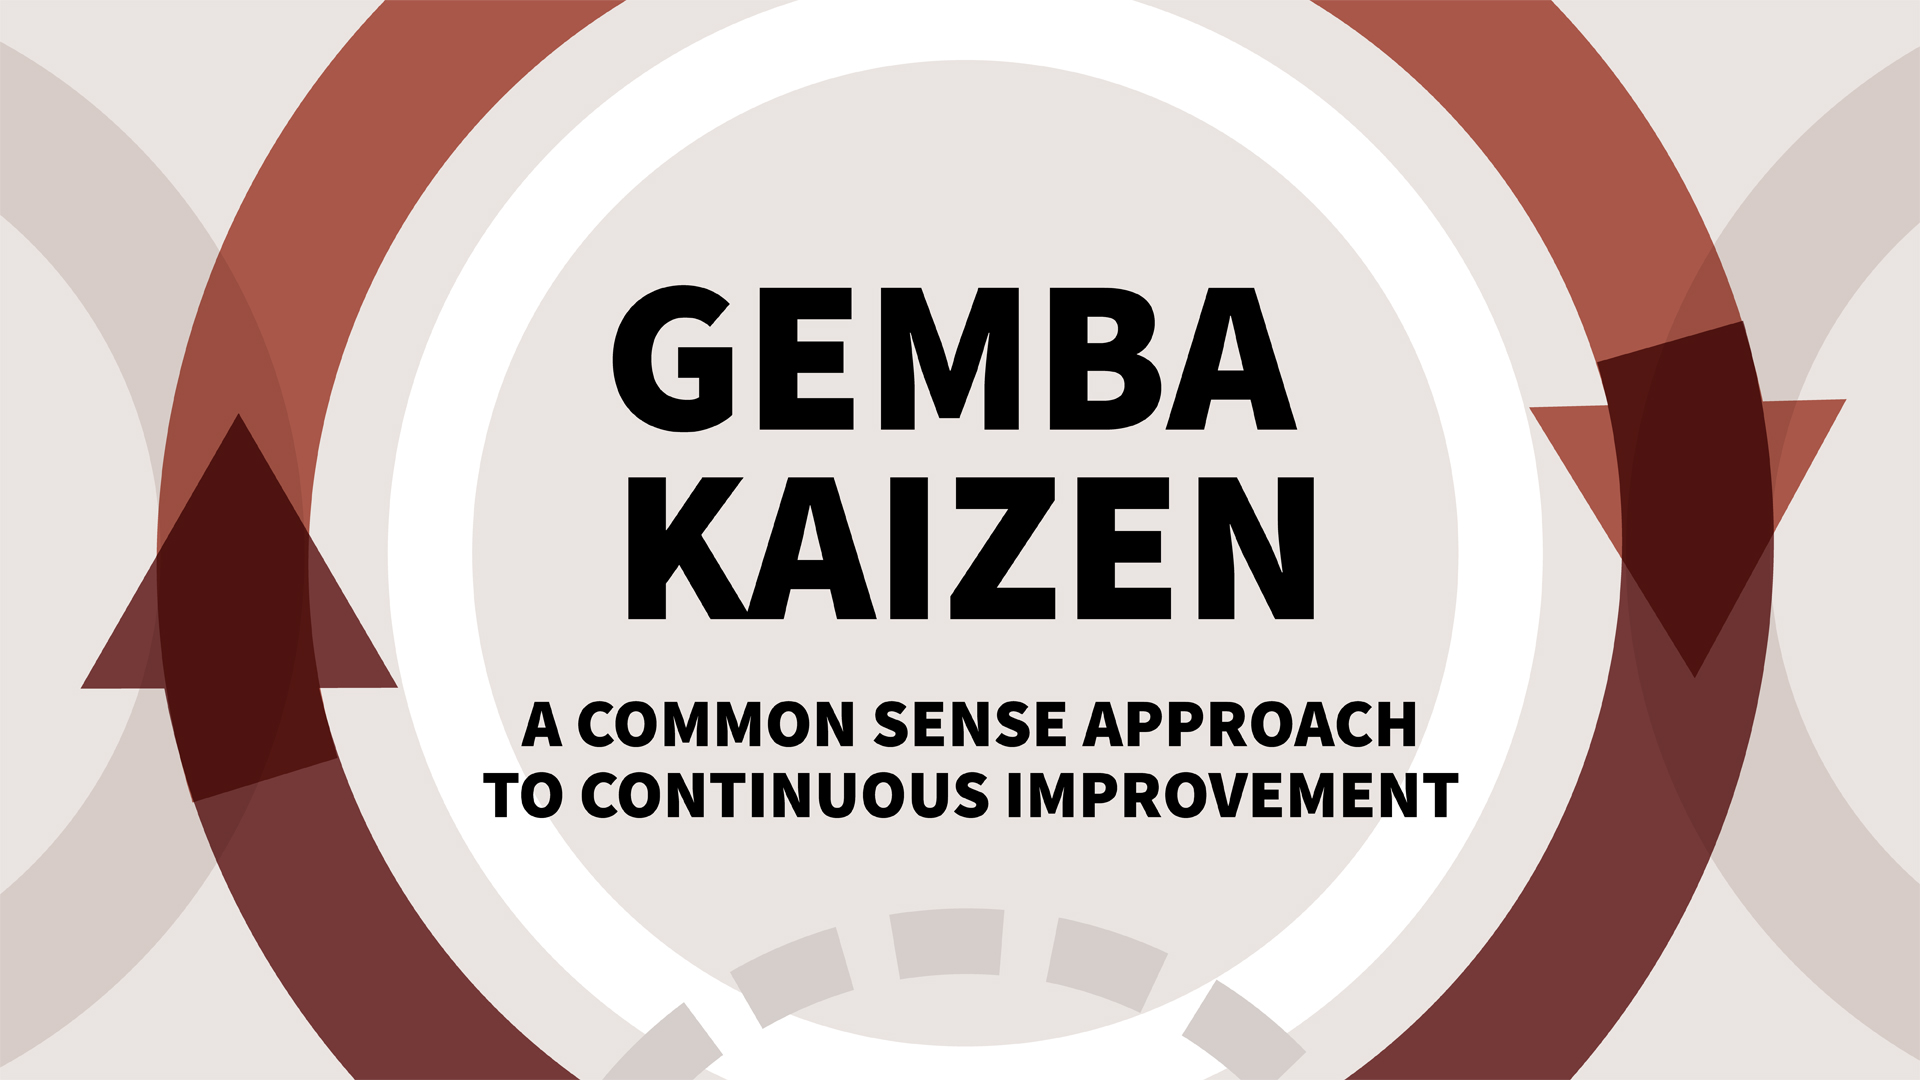 GEMBA
KAIZEN
A COMMON SENSE APPROACH
TO CONTINUOUS IMPROVEMENT